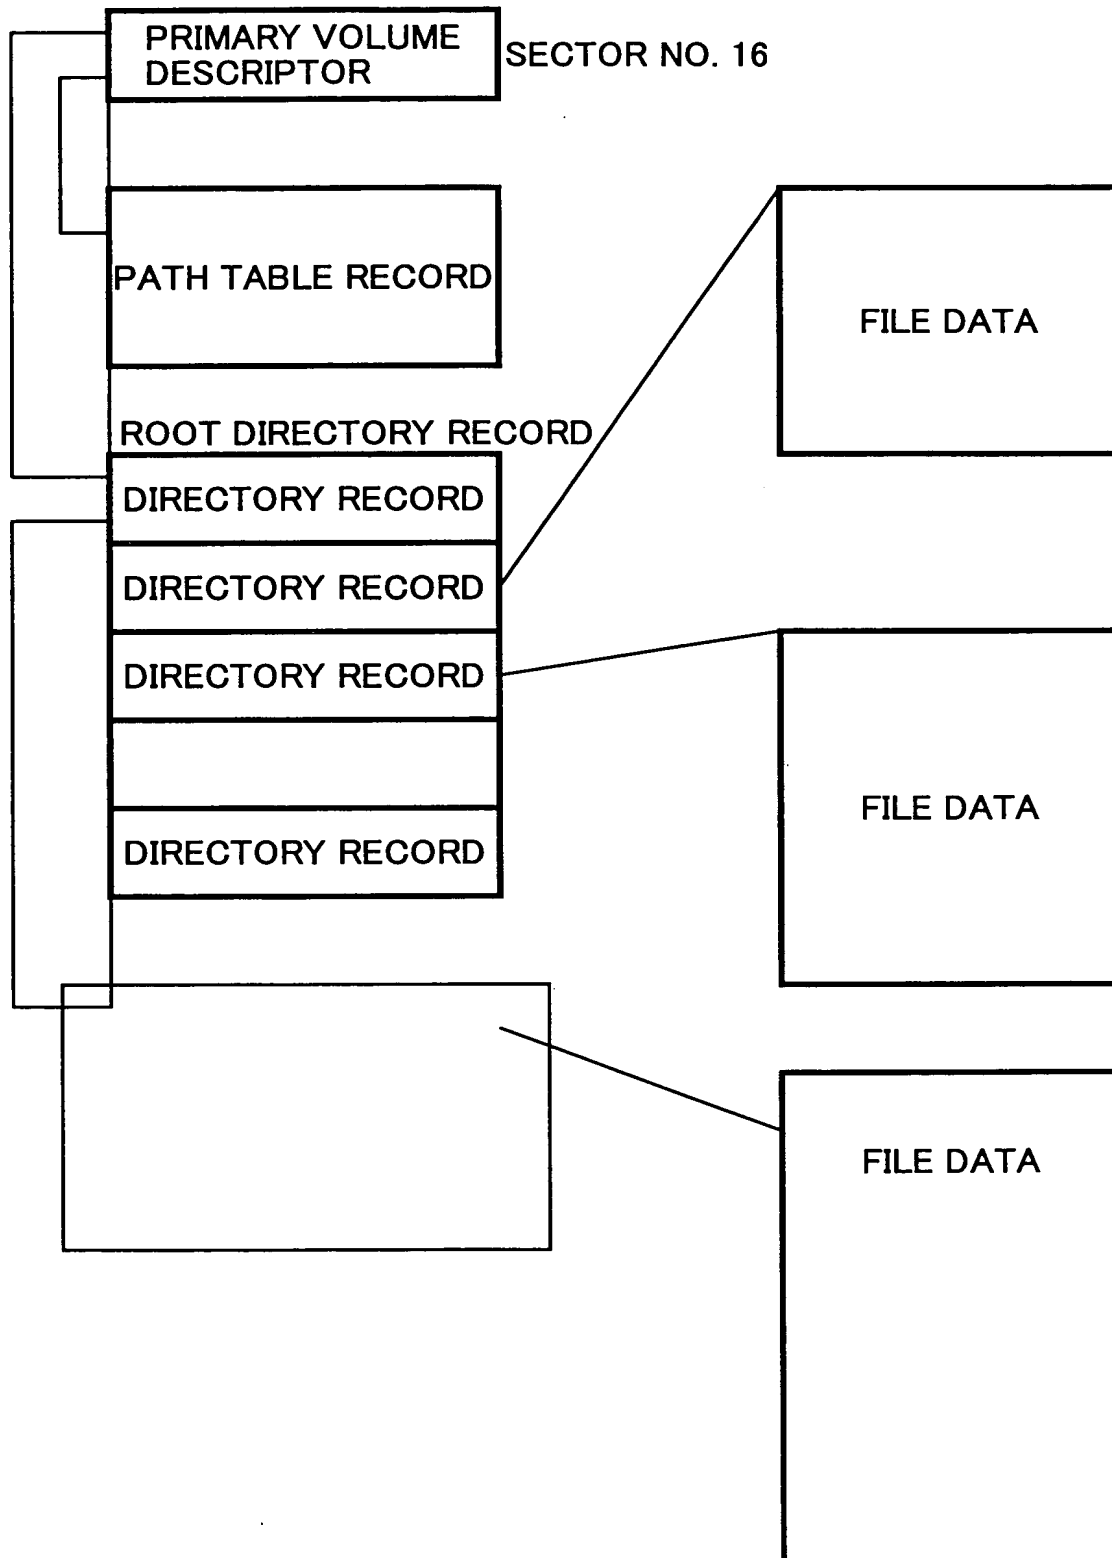 PRIMARY VOLUME
DESCRIPTOR
SECTOR NO. 16
PATH TABLE RECORD
FILE DATA
ROOT DIRECTORY RECORD
DIRECTORY RECORD
DIRECTORY RECORD
DIRECTORY RECORD
FILE DATA
DIRECTORY RECORD
FILE DATA